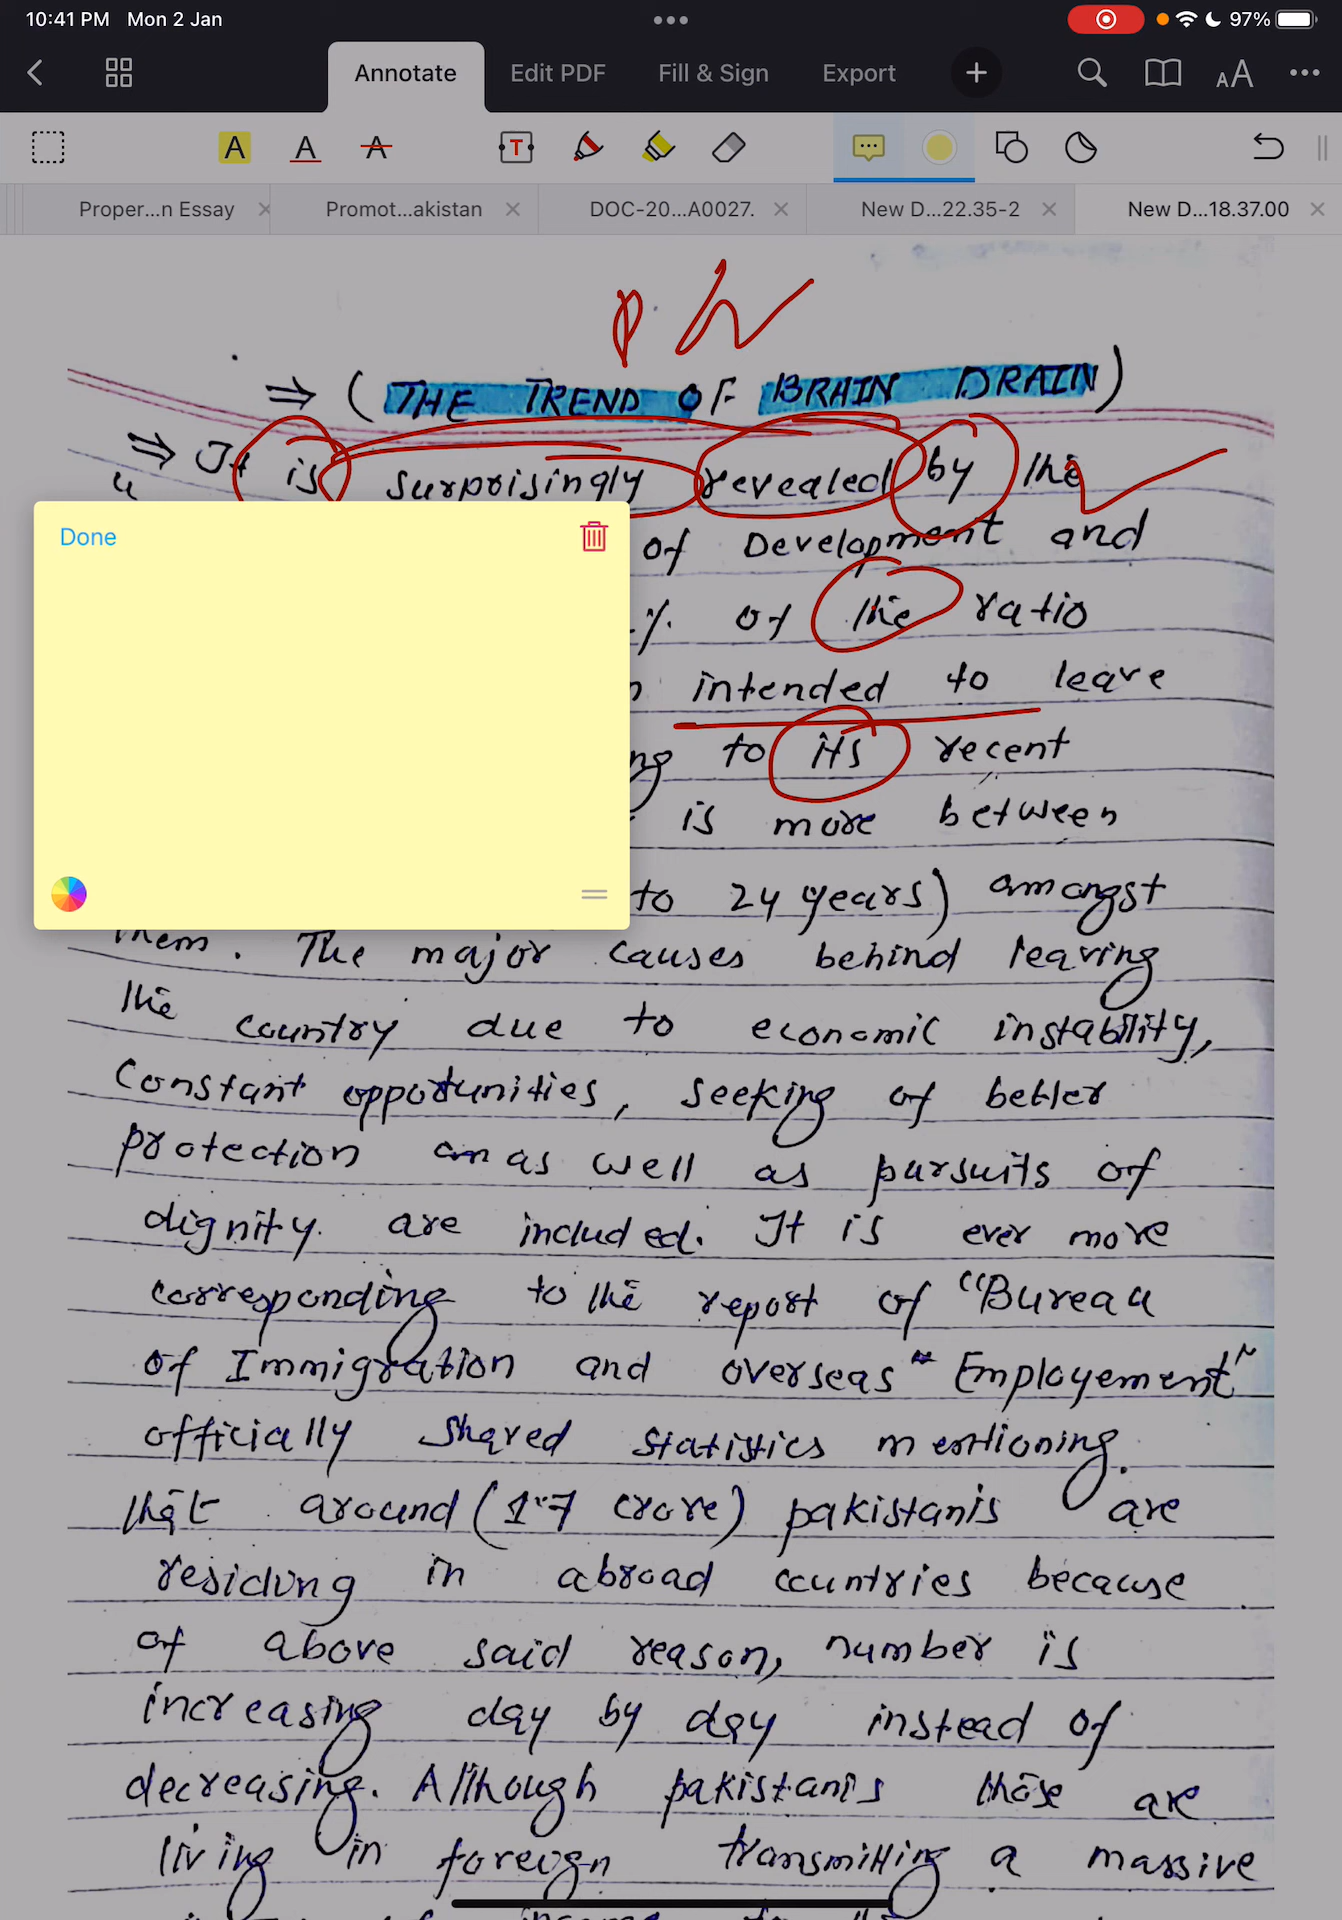 10:41 PM Mon 2 Jan
97%
Annotate Edit PDF Fill & Sign Export
Proper...n Essay Promot...akistan DOC-20...A0027. New D...22.35-2 New D...18.37.00
⇒ (THE TREND OF BRAIN DRAIN)
⇒ It is surprisingly revealed by the
Done
of Development and
%. of the ratio
intended to leave
to its recent
is more between
to 24 years) amongst
them. The major causes behind leaving
the country due to economic instability,
Constant opportunities, seeking of better
protection as well as pursuits of
dignity. are included. It is ever more
corresponding to the report of "Bureau
of Immigration and overseas" Employement"
officially shared statistics mentioning.
that around (1.7 crore) pakistanis are
residing in abroad countries because
of above said reason, number is
increasing day by day instead of
decreasing. Although pakistanis those are
living in foreign transmitting a massive